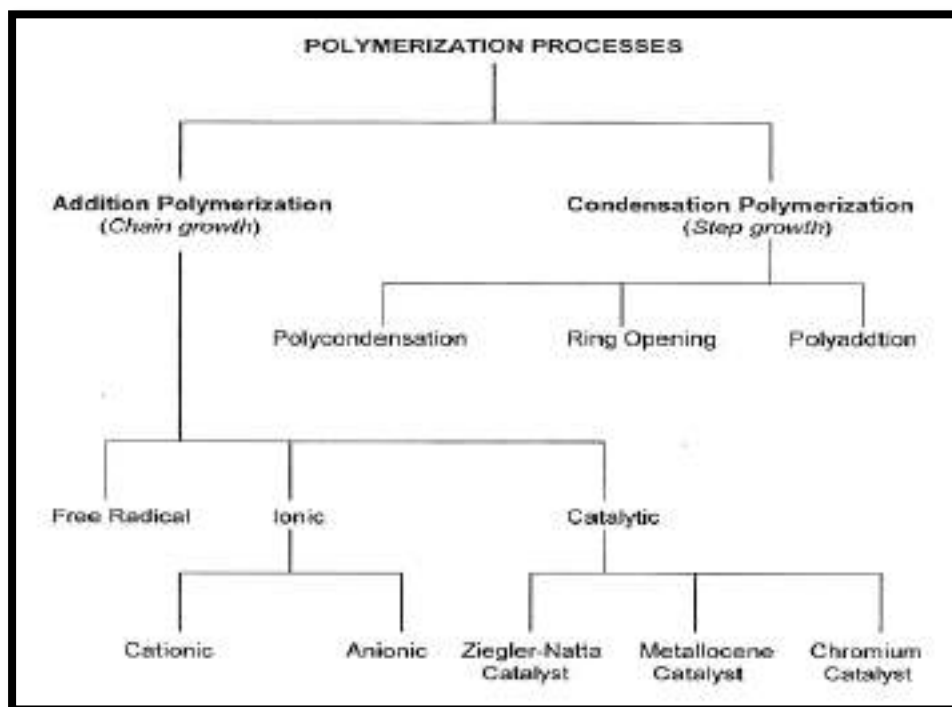 POLYMERIZATION PROCESSES
Addition Polymerization
(Chain growth)
Condensation Polymerization
(Step growth)
Polycondensation
Ring Opening
Polyaddtion
Free Radical
Ionic
Catalytic
Cationic
Anionic
Ziegler-Natta
Catalyst
Metallocene
Catalyst
Chromium
Catalyst